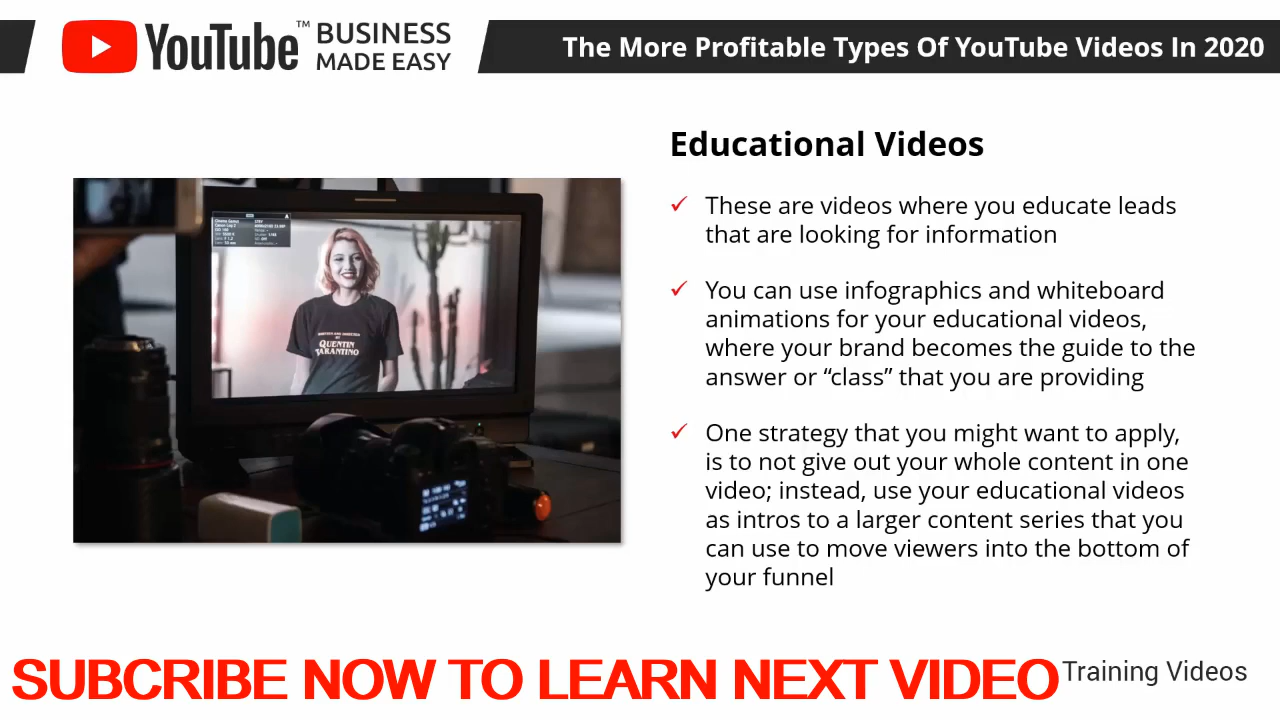 YouTube™ BUSINESS
MADE EASY
The More Profitable Types Of YouTube Videos In 2020
Educational Videos
These are videos where you educate leads
that are looking for information
You can use infographics and whiteboard
animations for your educational videos,
where your brand becomes the guide to the
answer or “class” that you are providing
One strategy that you might want to apply,
is to not give out your whole content in one
video; instead, use your educational videos
as intros to a larger content series that you
can use to move viewers into the bottom of
your funnel
QUENTIN
TARANTINO
SUBCRIBE NOW TO LEARN NEXT VIDEO
Training Videos